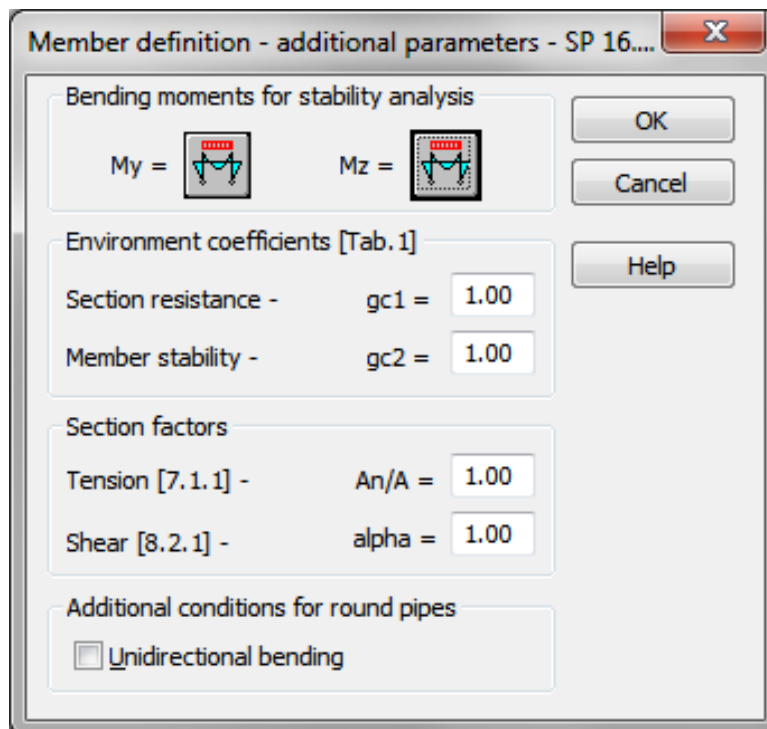 Member definition - additional parameters - SP 16....
Bending moments for stability analysis
My =
Mz =
OK
Cancel
Help
Environment coefficients [Tab.1]
Section resistance - gc1 = 1.00
Member stability - gc2 = 1.00
Section factors
Tension [7.1.1] - An/A = 1.00
Shear [8.2.1] - alpha = 1.00
Additional conditions for round pipes
Unidirectional bending